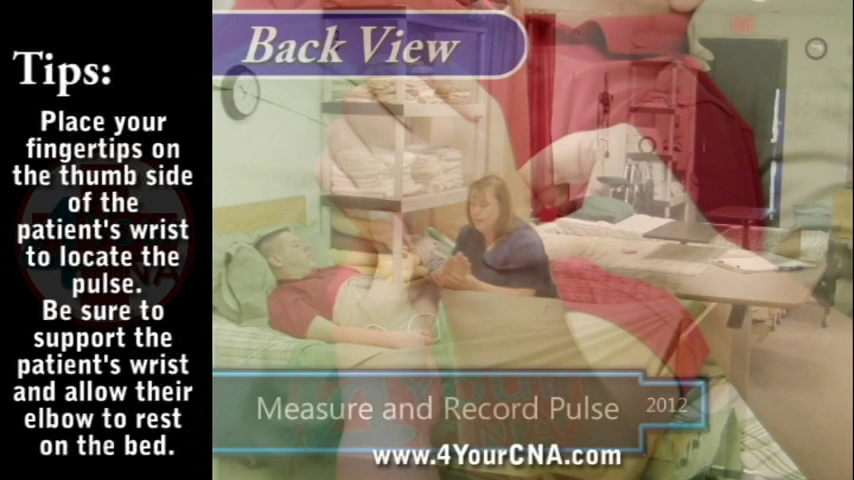 Tips:
Place your
fingertips on
the thumb side
of the
patient's wrist
to locate the
pulse.
Be sure to
support the
patient's wrist
and allow their
elbow to rest
on the bed.
Back View
EXIT
Measure and Record Pulse 2012
www.4YourCNA.com